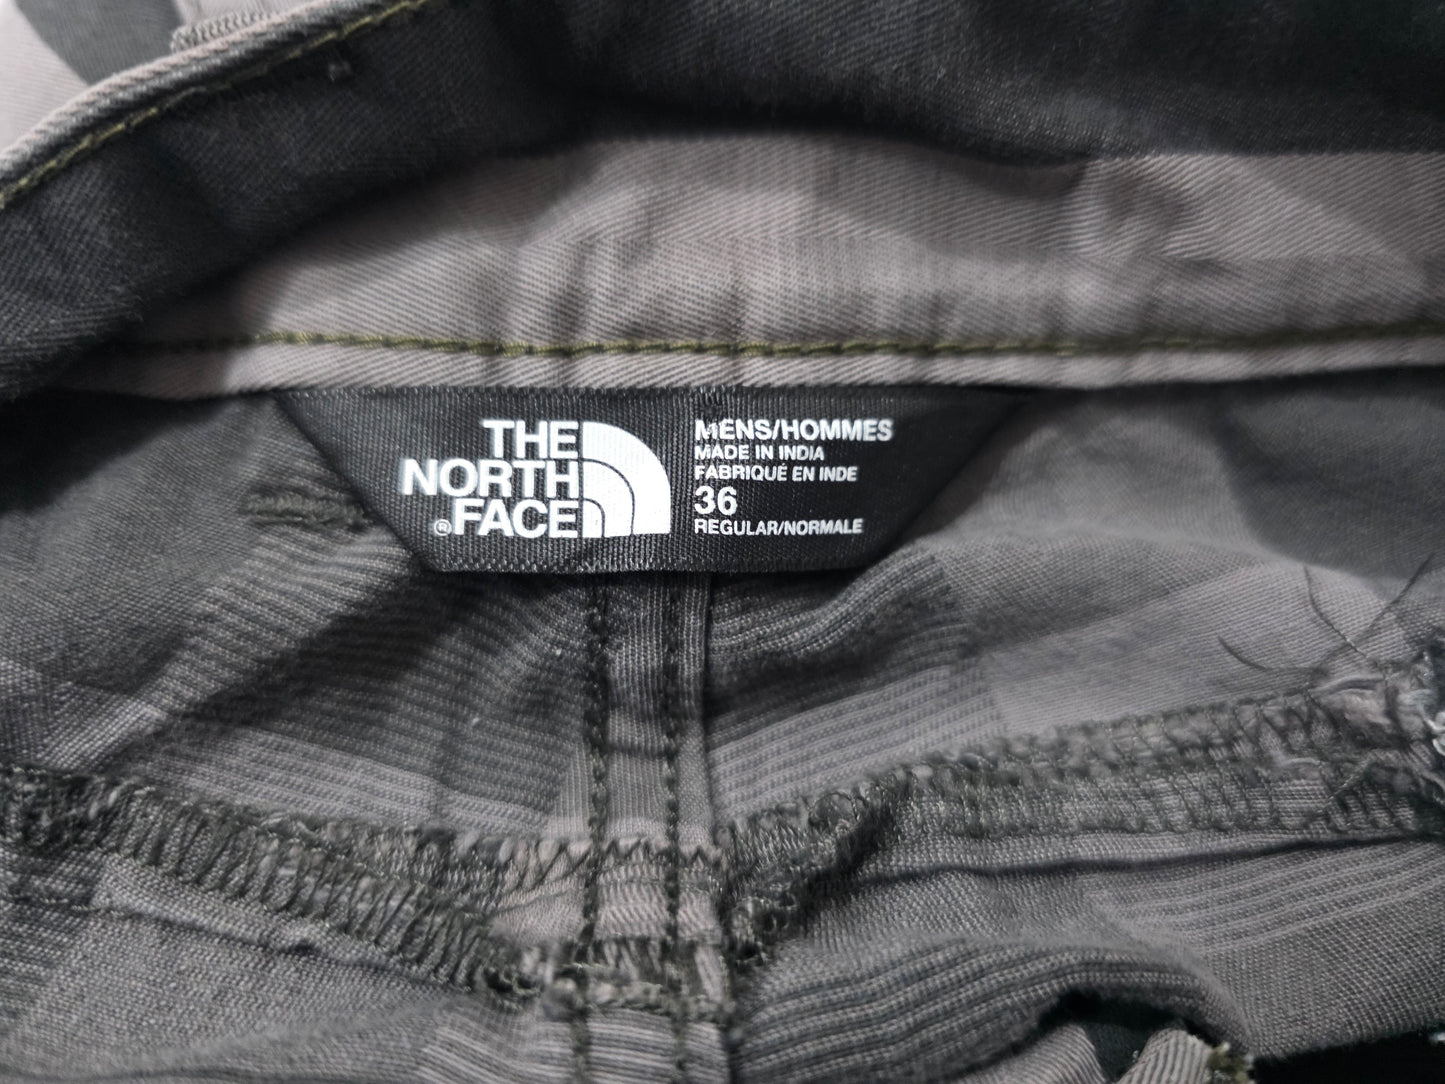 THE
NORTH
® FACE
MENS/HOMMES
MADE IN INDIA
FABRIQUÉ EN INDE
36
REGULAR/NORMALE